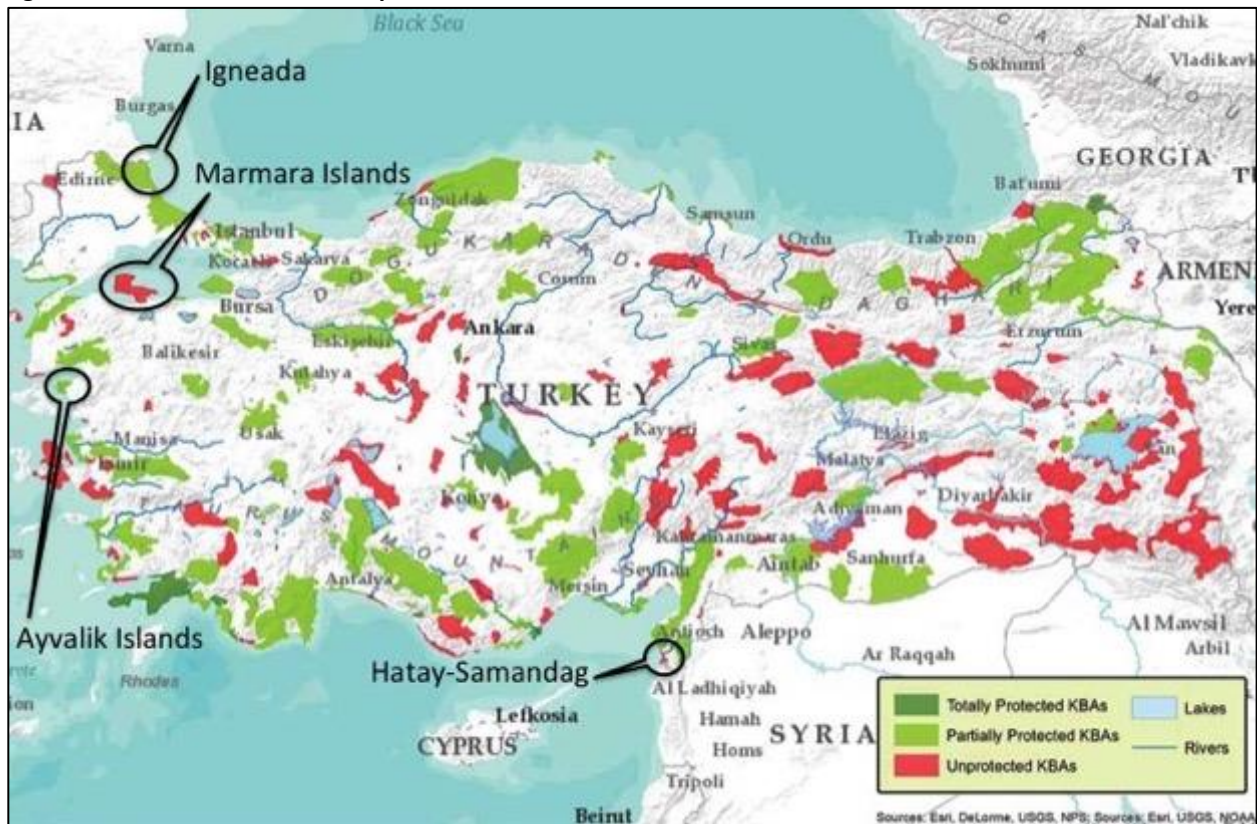 Black Sea
Nal'chik
Varna
Vladikavk
Sokhumi
Igneada
Burgas
IA
GEORGIA
Marmara Islands
Edirne
Bat'umi
Zonguldak
Samsun
Istanbul
Ordu
Trabzon
Kocaeli
Sakarya
Corum
ARMEN
Bursa
Yere
Ankara
Erzurum
Eskisehir
Balikesir
Sivas
Kutahya
TURKEY
Usak
Kayseri
Elazig
Manisa
Malatya
Izmir
Konya
Diyarbakir
Adiyaman
Kahramanmaras
Sanliurfa
Aintab
Antalya
Mersin
Seyhan
Ayvalik Islands
Antioch
Aleppo
Al Mawsil
Arbil
Hatay-Samandag
Ar Raqqah
Rhodes
Al Ladhiqiyah
Lefkosia
Hamah
SYRIA
CYPRUS
Homs
Tripoli
Beirut
Totally Protected KBAs
Lakes
Partially Protected KBAs
Rivers
Unprotected KBAs
Sources: Esri, DeLorme, USGS, NPS; Sources: Esri, USGS, NOAA